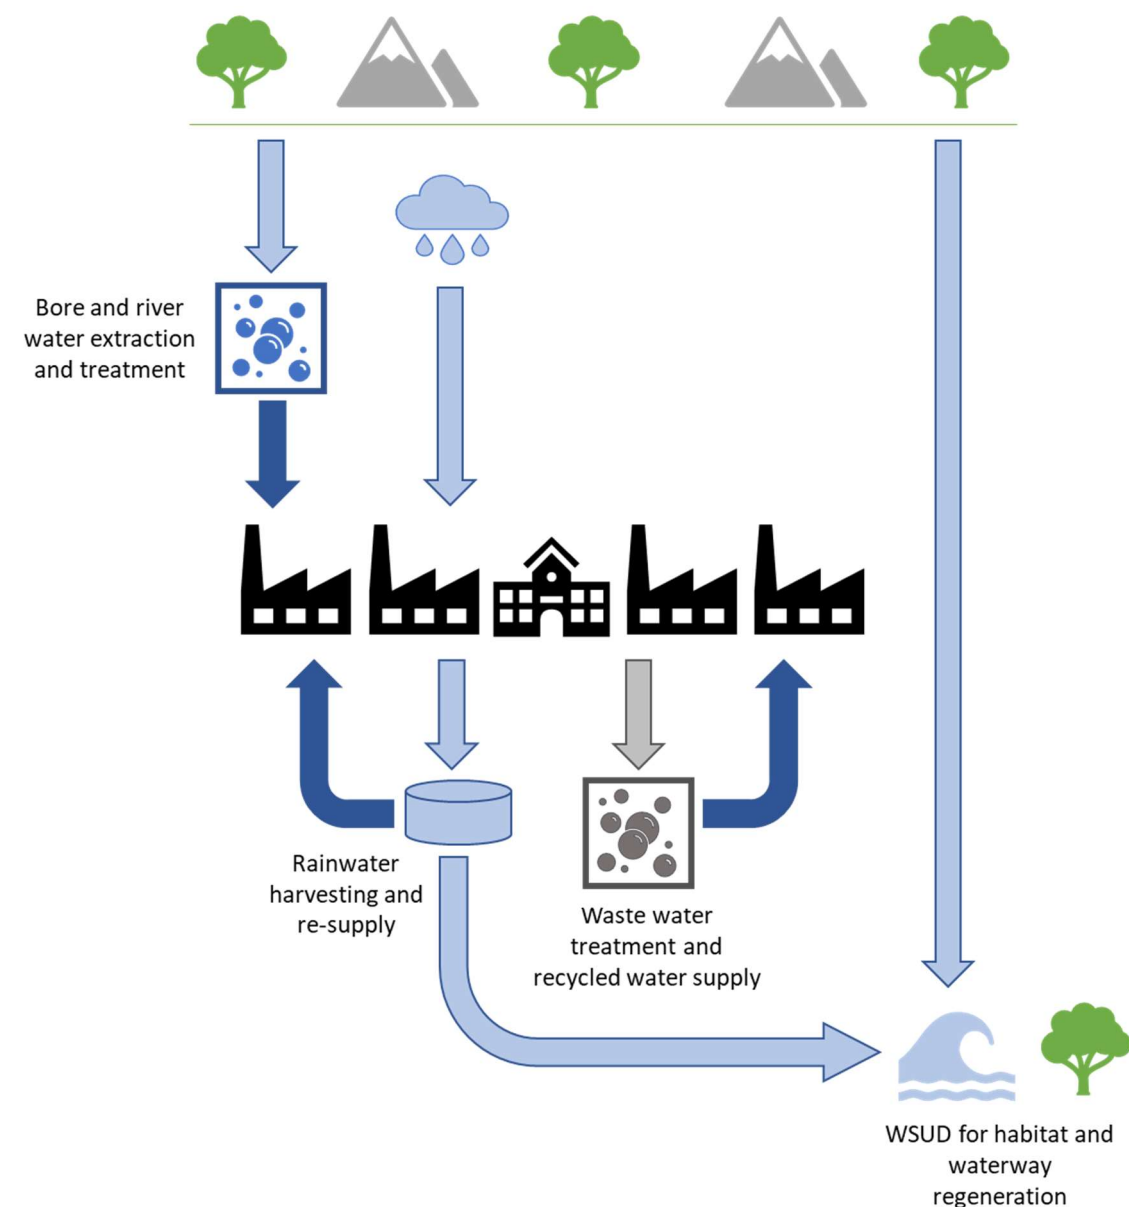 Bore and river
water extraction
and treatment
Rainwater
harvesting and
re-supply
Waste water
treatment and
recycled water supply
WSUD for habitat and
waterway
regeneration